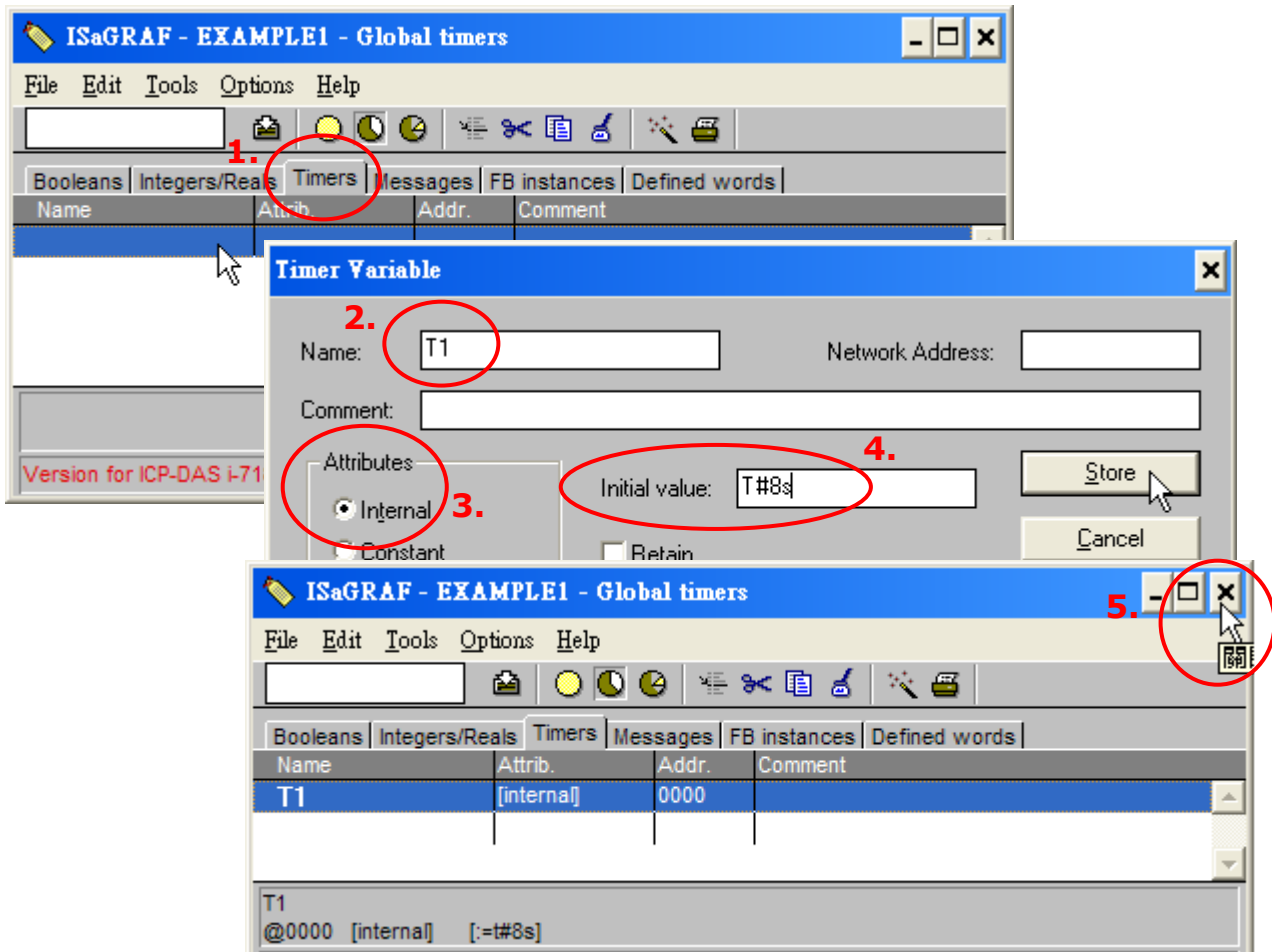 ISaGRAF - EXAMPLE1 - Global timers
File Edit Tools Options Help
1.
Booleans Integers/Reals Timers Messages FB instances Defined words
Name Attrib. Addr. Comment
Timer Variable
2.
Name: T1 Network Address:
Comment:
4.
Attributes
Initial value: T#8s
Store
Internal
3.
Constant
Retain
Cancel
Version for ICP-DAS i-71
ISaGRAF - EXAMPLE1 - Global timers
5.
File Edit Tools Options Help
關
Booleans Integers/Reals Timers Messages FB instances Defined words
Name Attrib. Addr. Comment
T1 [internal] 0000
T1
@0000 [internal] [:=t#8s]